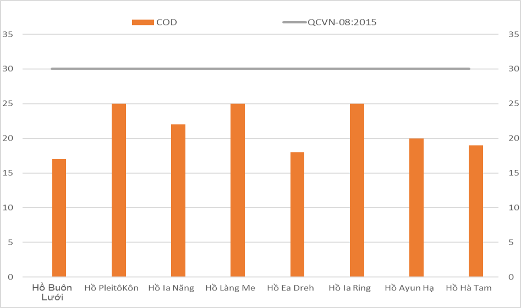 COD QCVN-08:2015
35 35
30 30
25 25
20 20
15 15
10 10
5 5
0 0
Hồ Buôn Hồ PleitôKôn Hồ Ia Năng Hồ Làng Me Hồ Ea Dreh Hồ Ia Ring Hồ Ayun Hạ Hồ Hà Tam
Lưới